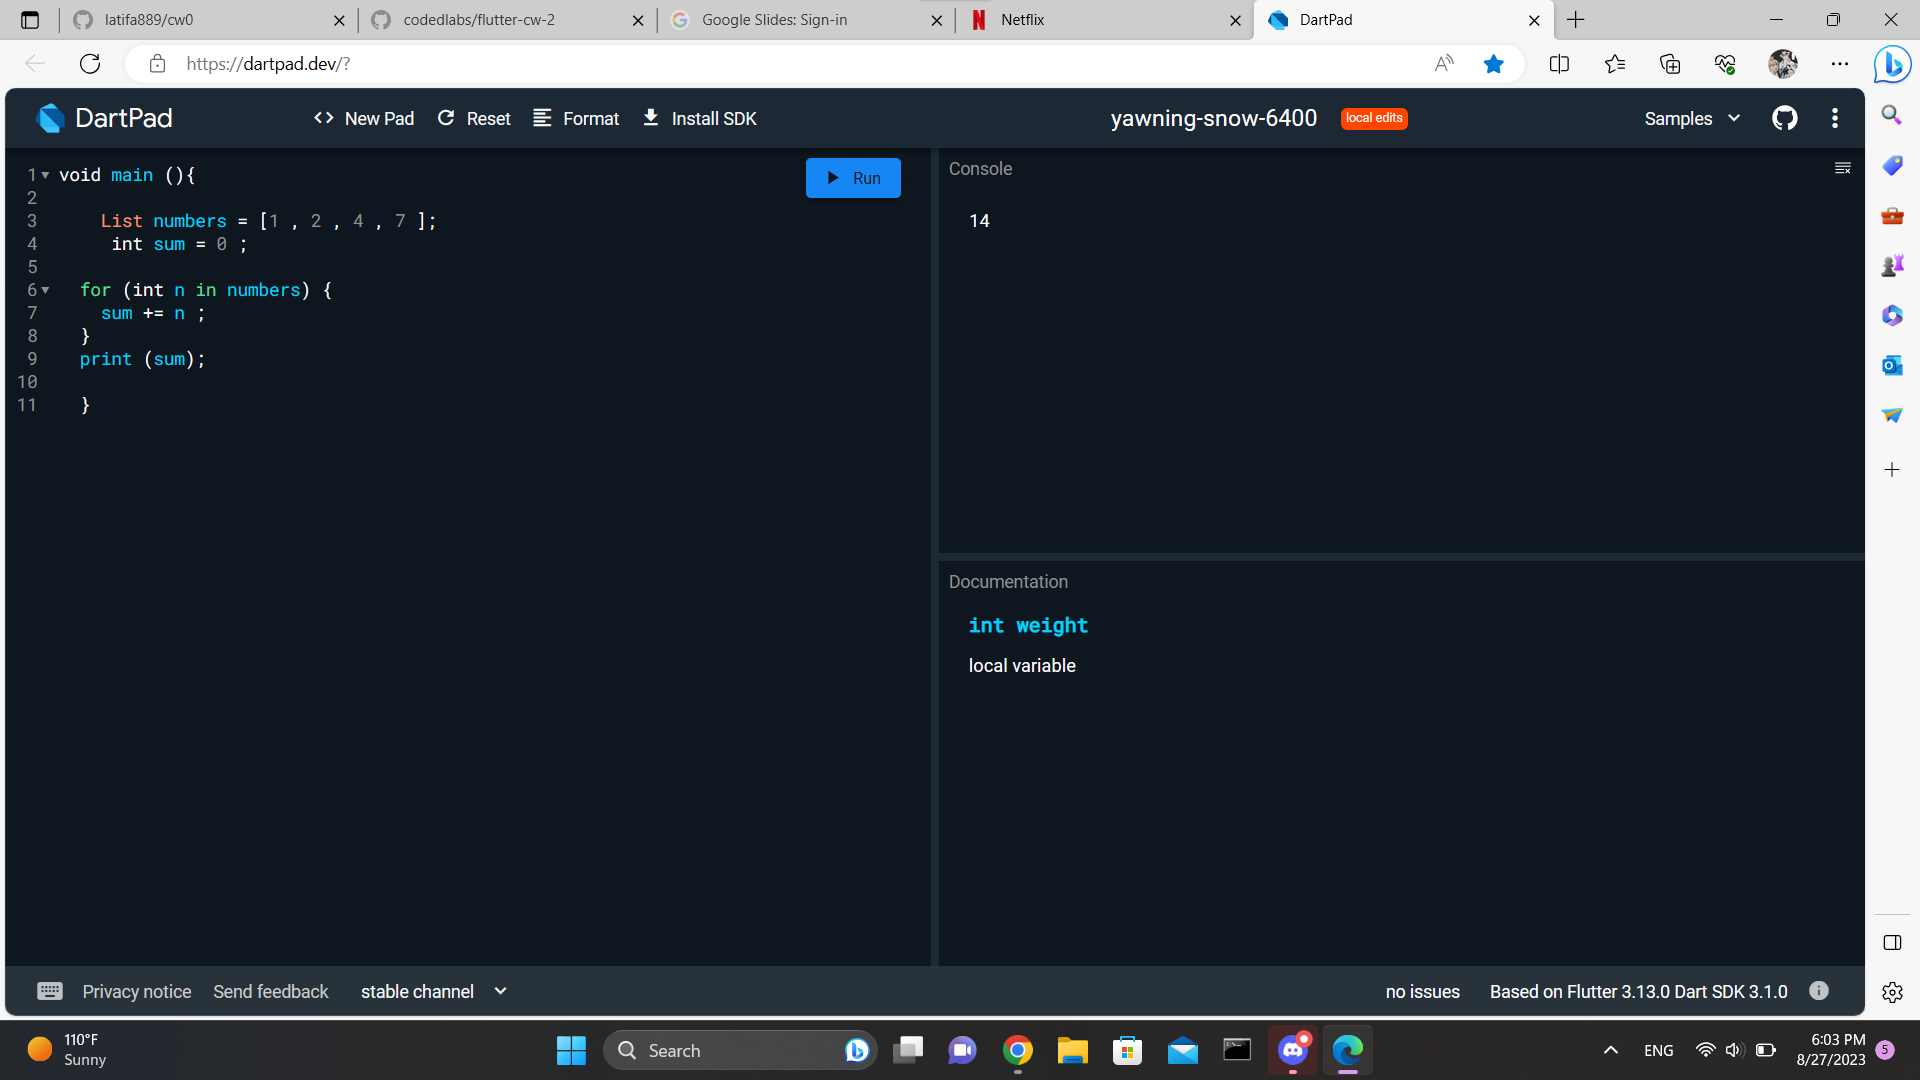 latifa889/cw0
codedlabs/flutter-cw-2
Google Slides: Sign-in
Netflix
DartPad
https://dartpad.dev/?
DartPad
<> New Pad
Reset
Format
Install SDK
yawning-snow-6400
local edits
Samples
Run
1 void main (){
2
3 List numbers = [1 , 2 , 4 , 7 ];
4 int sum = 0 ;
5
6 for (int n in numbers) {
7 sum += n ;
8 }
9 print (sum);
10
11 }
Console
14
Documentation
int weight
local variable
Privacy notice
Send feedback
stable channel
no issues
Based on Flutter 3.13.0 Dart SDK 3.1.0
110°F
Sunny
Search
ENG
6:03 PM
8/27/2023
5